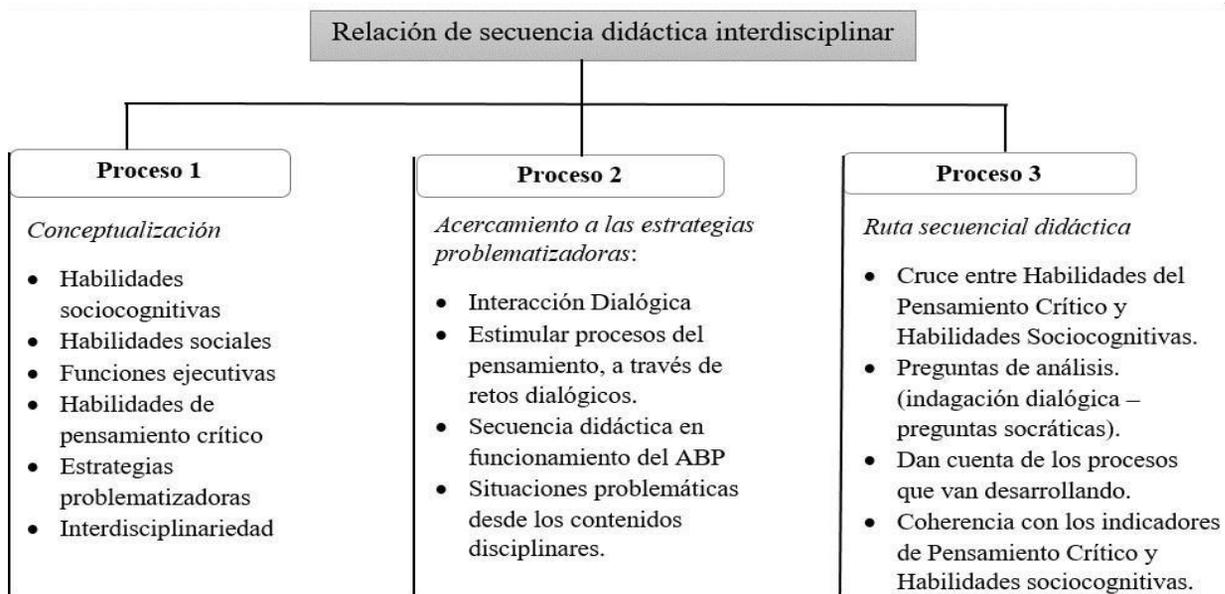 Relación de secuencia didáctica interdisciplinar
Proceso 1
Conceptualización
• Habilidades
sociocognitivas
• Habilidades sociales
• Funciones ejecutivas
• Habilidades de
pensamiento crítico
• Estrategias
problematizadoras
• Interdisciplinariedad
Proceso 2
Acercamiento a las estrategias
problematizadoras:
• Interacción Dialógica
• Estimular procesos del
pensamiento, a través de
retos dialógicos.
• Secuencia didáctica en
funcionamiento del ABP
• Situaciones problemáticas
desde los contenidos
disciplinares.
Proceso 3
Ruta secuencial didáctica
• Cruce entre Habilidades del
Pensamiento Crítico y
Habilidades Sociocognitivas.
• Preguntas de análisis.
(indagación dialógica –
preguntas socráticas).
• Dan cuenta de los procesos
que van desarrollando.
• Coherencia con los indicadores
de Pensamiento Crítico y
Habilidades sociocognitivas.